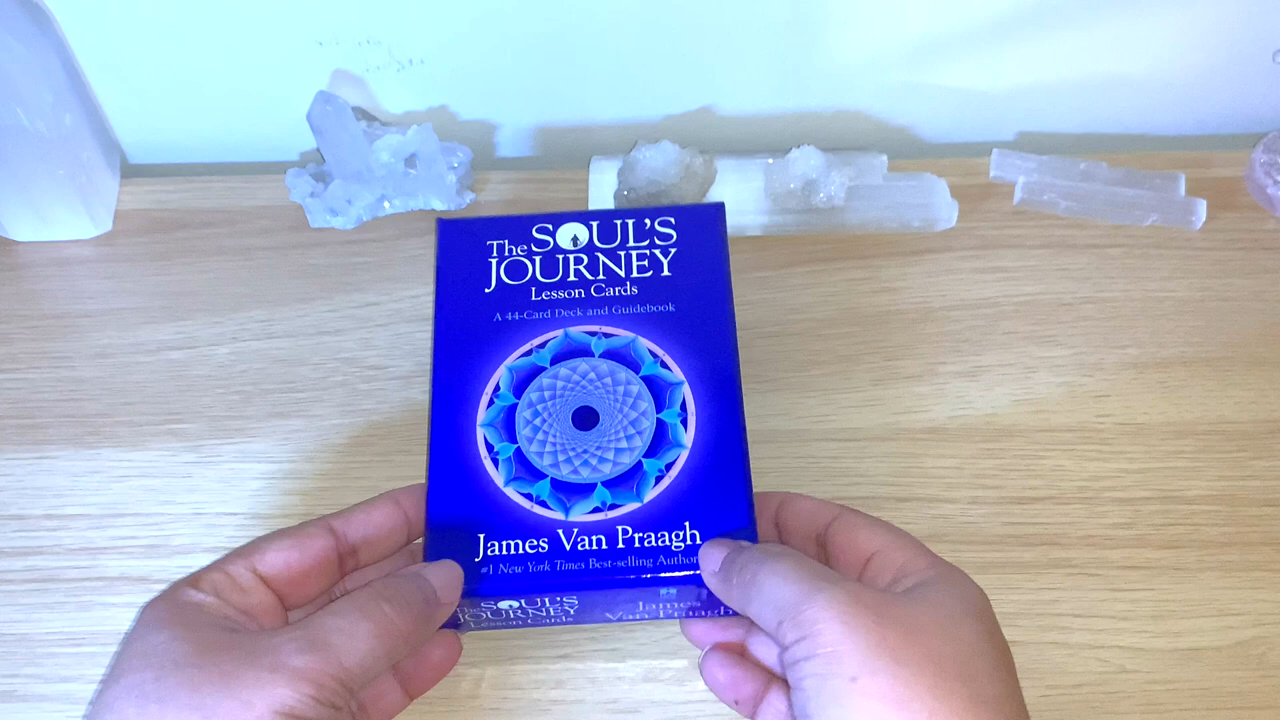 The SOUL'S
JOURNEY
Lesson Cards
A 44-Card Deck and Guidebook
James Van Praagh
#1 New York Times Best-selling Author
The SOUL'S
JOURNEY
Lesson Cards
James
Van Praagh